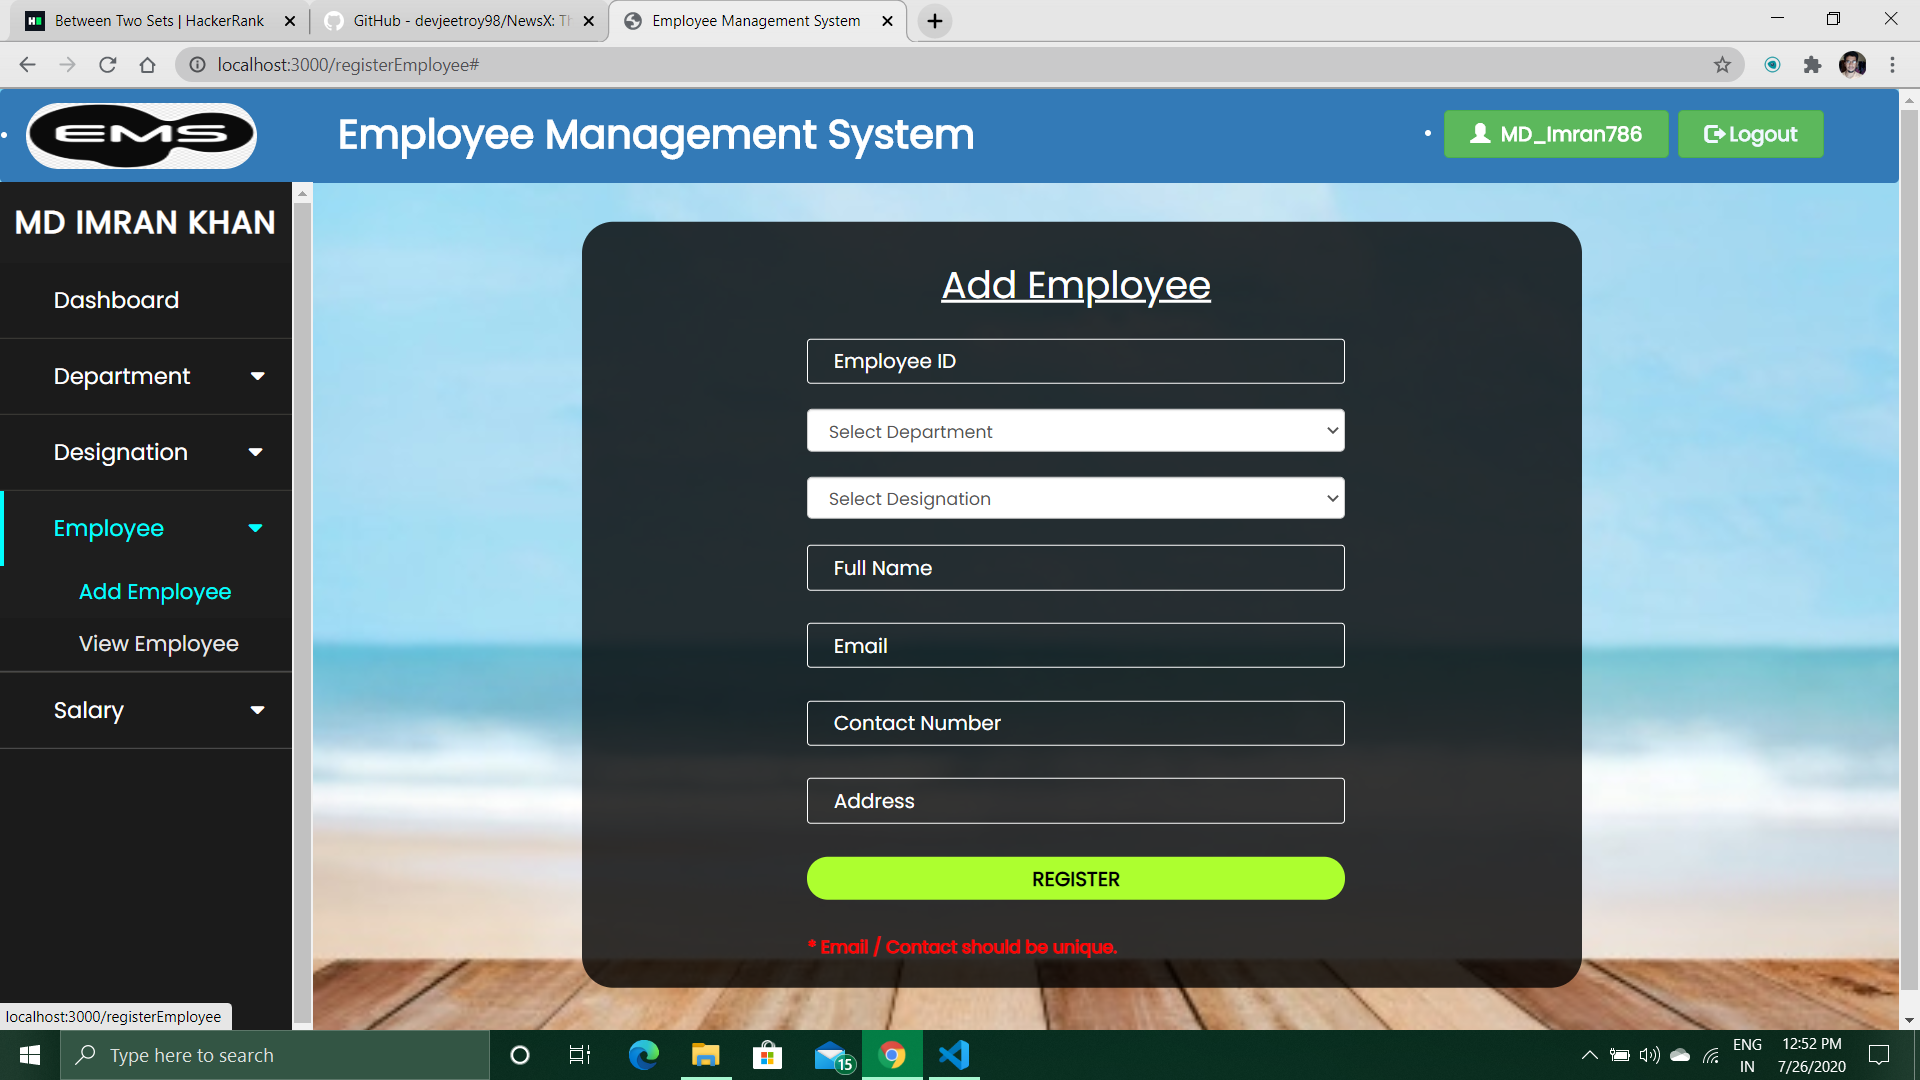 Between Two Sets | HackerRank
GitHub - devjeetroy98/NewsX: Th
Employee Management System
localhost:3000/registerEmployee#
EMS
Employee Management System
MD_Imran786
Logout
MD IMRAN KHAN
Dashboard
Department
Designation
Employee
Add Employee
View Employee
Salary
Add Employee
Employee ID
Select Department
Select Designation
Full Name
Email
Contact Number
Address
REGISTER
* Email / Contact should be unique.
localhost:3000/registerEmployee
Type here to search
15
ENG
IN
12:52 PM
7/26/2020